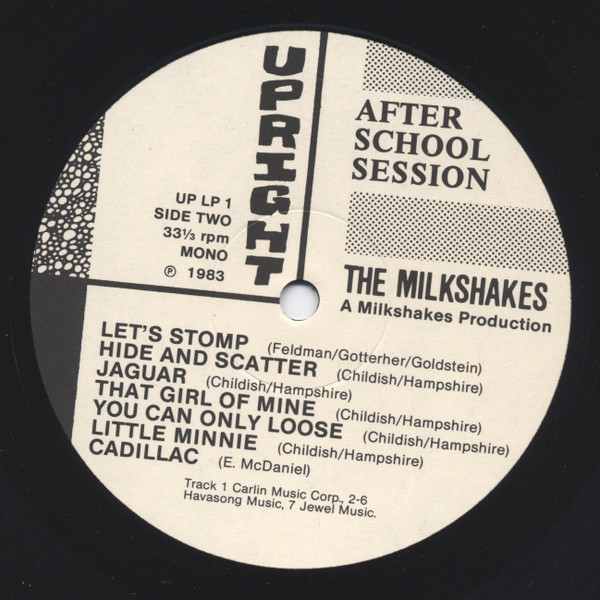 UPRIGHT
UP LP 1
SIDE TWO
33⅓ rpm
MONO
℗ 1983
AFTER
SCHOOL
SESSION
THE MILKSHAKES
A Milkshakes Production
LET'S STOMP (Feldman/Gotterher/Goldstein)
HIDE AND SCATTER (Childish/Hampshire)
JAGUAR (Childish/Hampshire)
THAT GIRL OF MINE (Childish/Hampshire)
YOU CAN ONLY LOOSE (Childish/Hampshire)
LITTLE MINNIE (Childish/Hampshire)
CADILLAC (E. McDaniel)
Track 1 Carlin Music Corp., 2-6
Havasong Music, 7 Jewel Music.